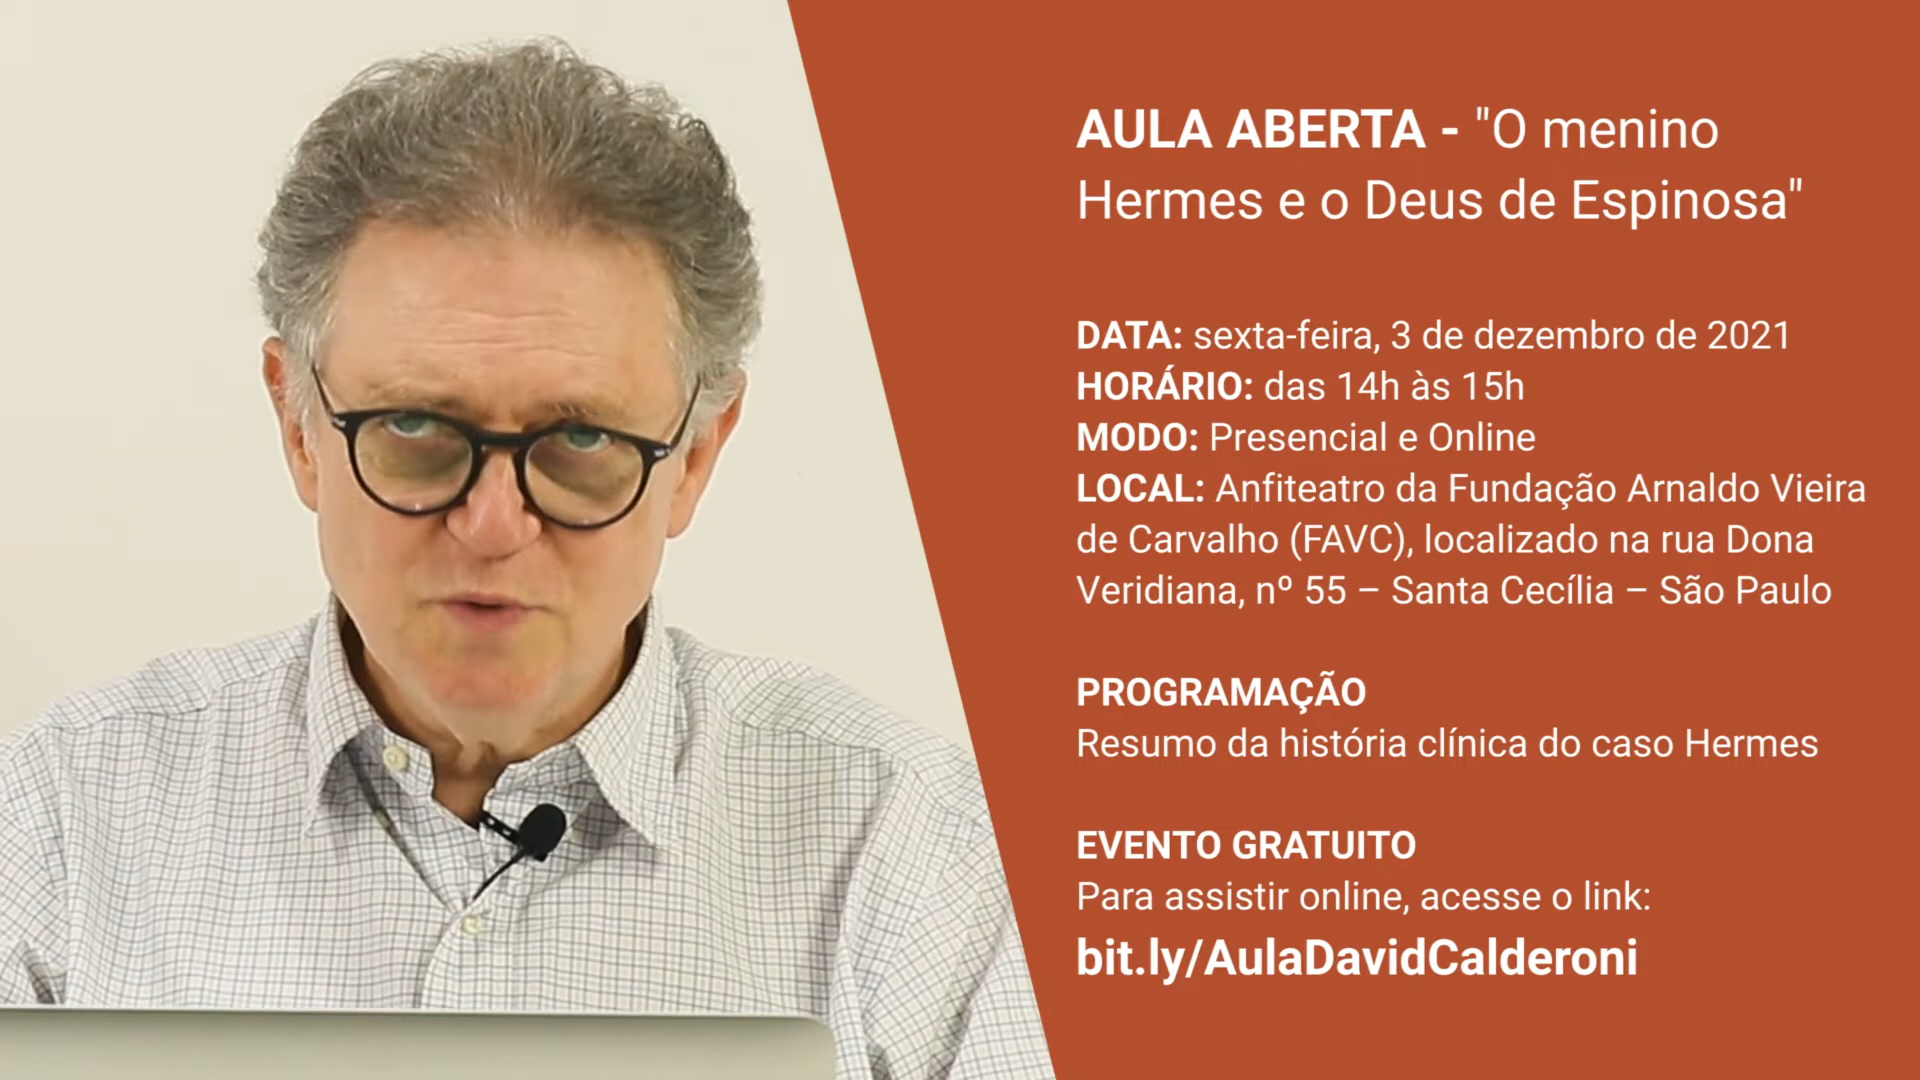 AULA ABERTA - "O menino
Hermes e o Deus de Espinosa"
DATA: sexta-feira, 3 de dezembro de 2021
HORÁRIO: das 14h às 15h
MODO: Presencial e Online
LOCAL: Anfiteatro da Fundação Arnaldo Vieira
de Carvalho (FAVC), localizado na rua Dona
Veridiana, nº 55 – Santa Cecília – São Paulo
PROGRAMAÇÃO
Resumo da história clínica do caso Hermes
EVENTO GRATUITO
Para assistir online, acesse o link:
bit.ly/AulaDavidCalderoni